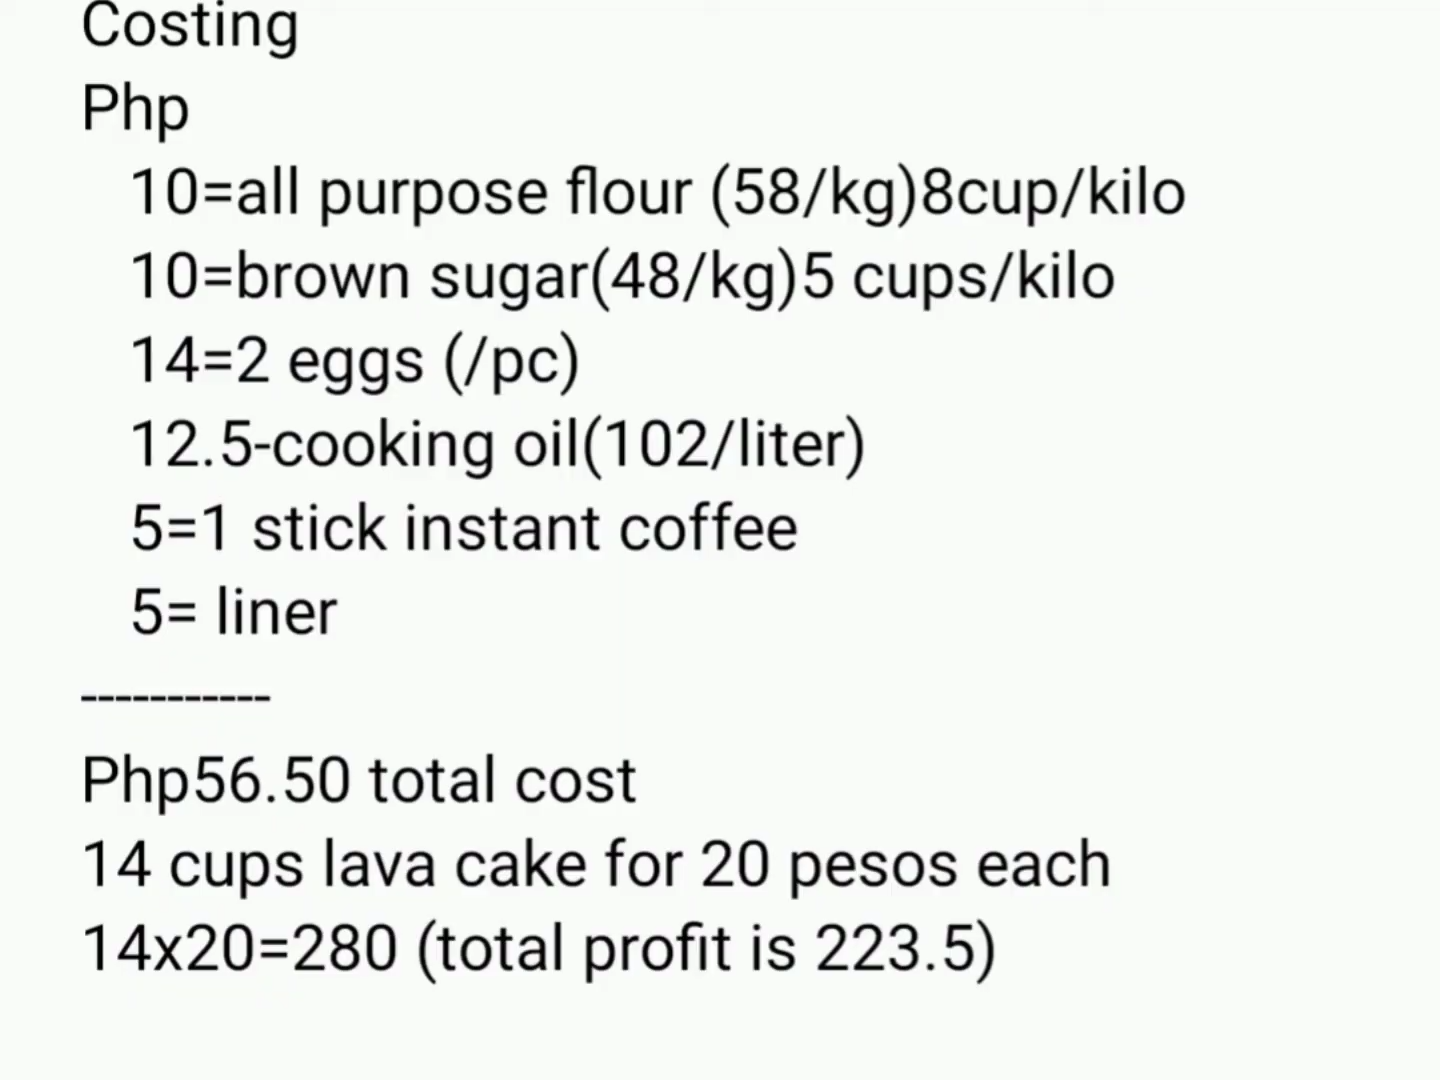 Costing
Php
10=all purpose flour (58/kg)8cup/kilo
10=brown sugar(48/kg)5 cups/kilo
14=2 eggs (/pc)
12.5-cooking oil(102/liter)
5=1 stick instant coffee
5= liner
-----------
Php56.50 total cost
14 cups lava cake for 20 pesos each
14x20=280 (total profit is 223.5)